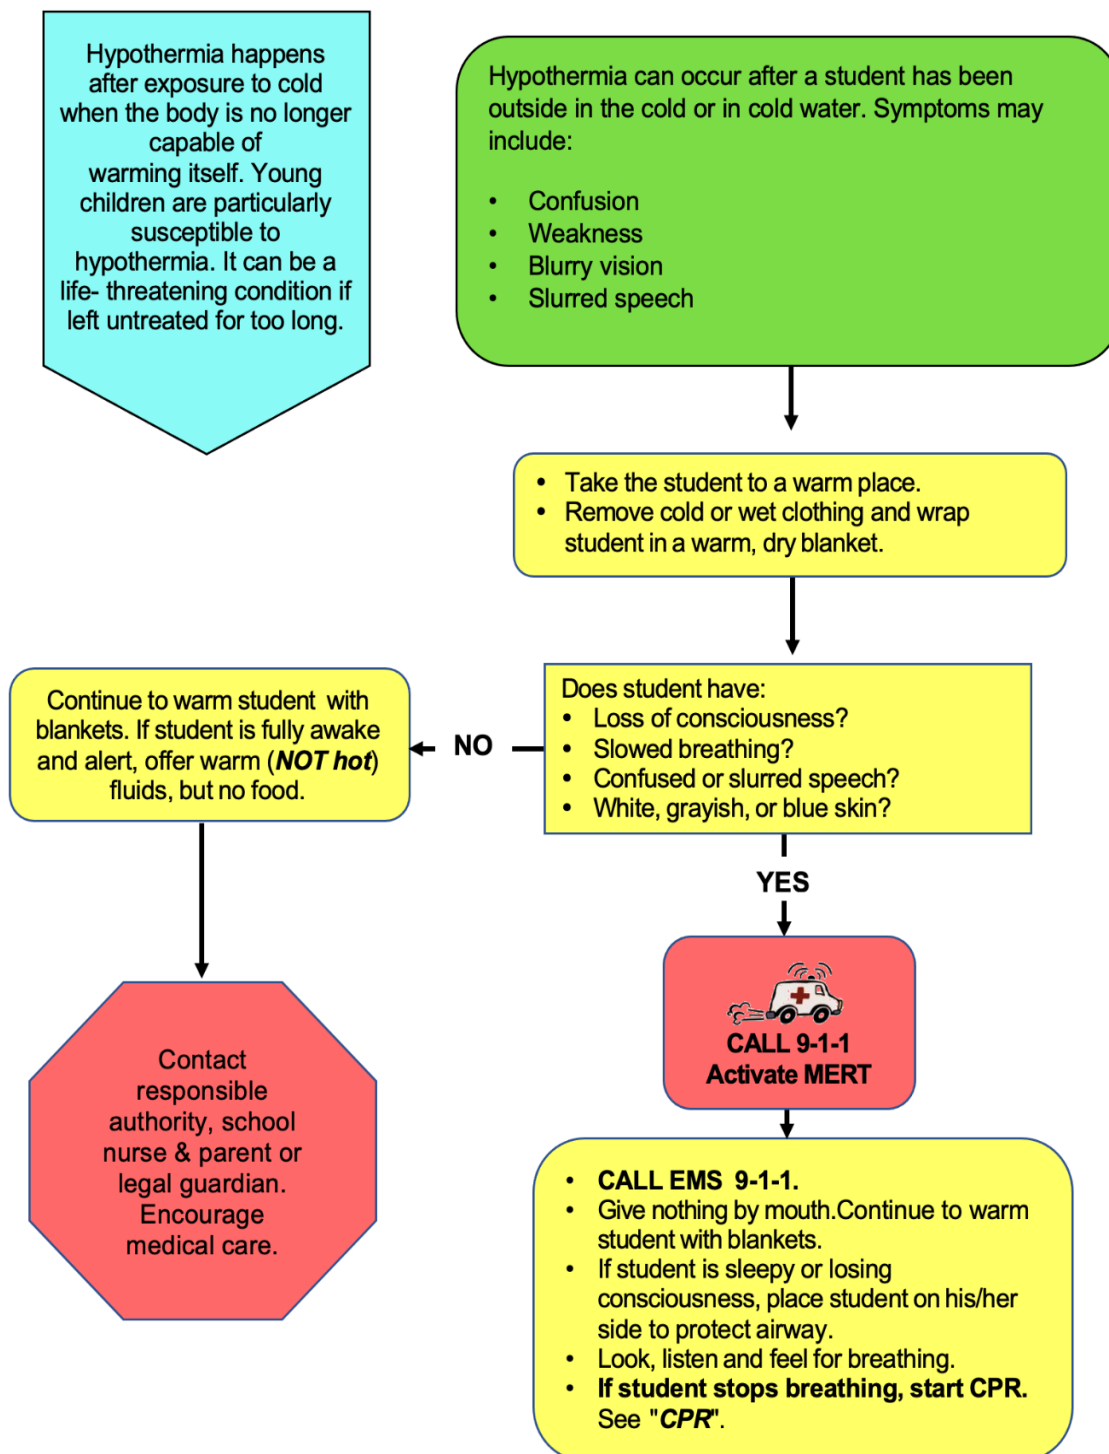 Hypothermia happens
after exposure to cold
when the body is no longer
capable of
warming itself. Young
children are particularly
susceptible to
hypothermia. It can be a
life- threatening condition if
left untreated for too long.
Hypothermia can occur after a student has been
outside in the cold or in cold water. Symptoms may
include:
• Confusion
• Weakness
• Blurry vision
• Slurred speech
• Take the student to a warm place.
• Remove cold or wet clothing and wrap
student in a warm, dry blanket.
Does student have:
• Loss of consciousness?
• Slowed breathing?
• Confused or slurred speech?
• White, grayish, or blue skin?
NO
Continue to warm student with
blankets. If student is fully awake
and alert, offer warm (NOT hot)
fluids, but no food.
Contact
responsible
authority, school
nurse & parent or
legal guardian.
Encourage
medical care.
YES
CALL 9-1-1
Activate MERT
• CALL EMS 9-1-1.
• Give nothing by mouth.Continue to warm
student with blankets.
• If student is sleepy or losing
consciousness, place student on his/her
side to protect airway.
• Look, listen and feel for breathing.
• If student stops breathing, start CPR.
See "CPR".